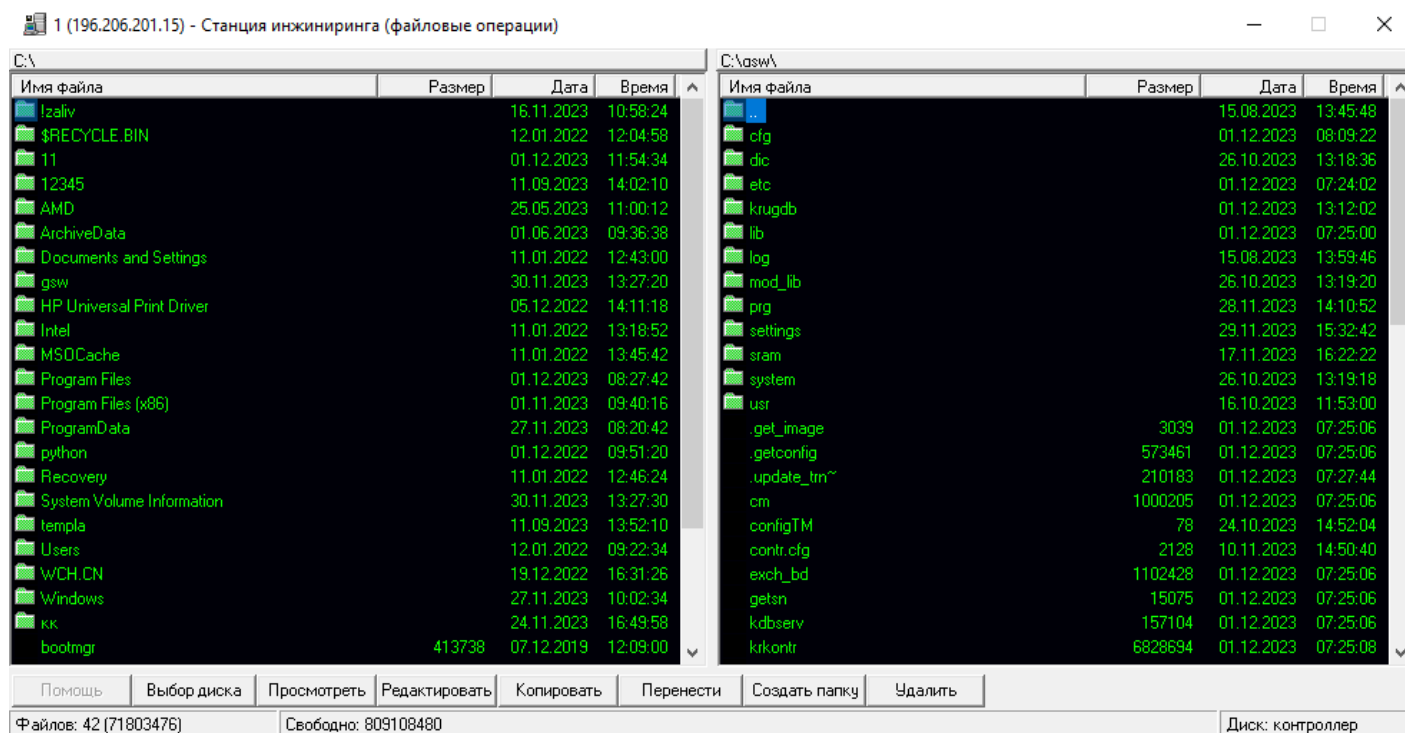 1 (196.206.201.15) - Станция инжиниринга (файловые операции)
C:\ C:\gsw\
Имя файла Размер Дата Время Имя файла Размер Дата Время
!zaliv 16.11.2023 10:58:24 .. 15.08.2023 13:45:48
$RECYCLE.BIN 12.01.2022 12:04:58 cfg 01.12.2023 08:09:22
11 01.12.2023 11:54:34 dic 26.10.2023 13:18:36
12345 11.09.2023 14:02:10 etc 01.12.2023 07:24:02
AMD 25.05.2023 11:00:12 krugdb 01.12.2023 13:12:02
ArchiveData 01.06.2023 09:36:38 lib 01.12.2023 07:25:00
Documents and Settings 11.01.2022 12:43:00 log 15.08.2023 13:59:46
gsw 30.11.2023 13:27:20 mod_lib 26.10.2023 13:19:20
HP Universal Print Driver 05.12.2022 14:11:18 prg 28.11.2023 14:10:52
Intel 11.01.2022 13:18:52 settings 29.11.2023 15:32:42
MSOCache 11.01.2022 13:45:42 sram 17.11.2023 16:22:22
Program Files 01.12.2023 08:27:42 system 26.10.2023 13:19:18
Program Files (x86) 01.11.2023 09:40:16 usr 16.10.2023 11:53:00
ProgramData 27.11.2023 08:20:42 .get_image 3039 01.12.2023 07:25:06
python 01.12.2022 09:51:20 .getconfig 573461 01.12.2023 07:25:06
Recovery 11.01.2022 12:46:24 .update_trn~ 210183 01.12.2023 07:27:44
System Volume Information 30.11.2023 13:27:30 cm 1000205 01.12.2023 07:25:06
templa 11.09.2023 13:52:10 configTM 78 24.10.2023 14:52:04
Users 12.01.2022 09:22:34 contr.cfg 2128 10.11.2023 14:50:40
WCH.CN 19.12.2022 16:31:26 exch_bd 1102428 01.12.2023 07:25:06
Windows 27.11.2023 10:02:34 getsn 15075 01.12.2023 07:25:06
кк 24.11.2023 16:49:58 kdbserv 157104 01.12.2023 07:25:06
bootmgr 413738 07.12.2019 12:09:00 krkontr 6828694 01.12.2023 07:25:08
Помощь Выбор диска Просмотреть Редактировать Копировать Перенести Создать папку Удалить
Файлов: 42 (71803476) Свободно: 809108480 Диск: контроллер